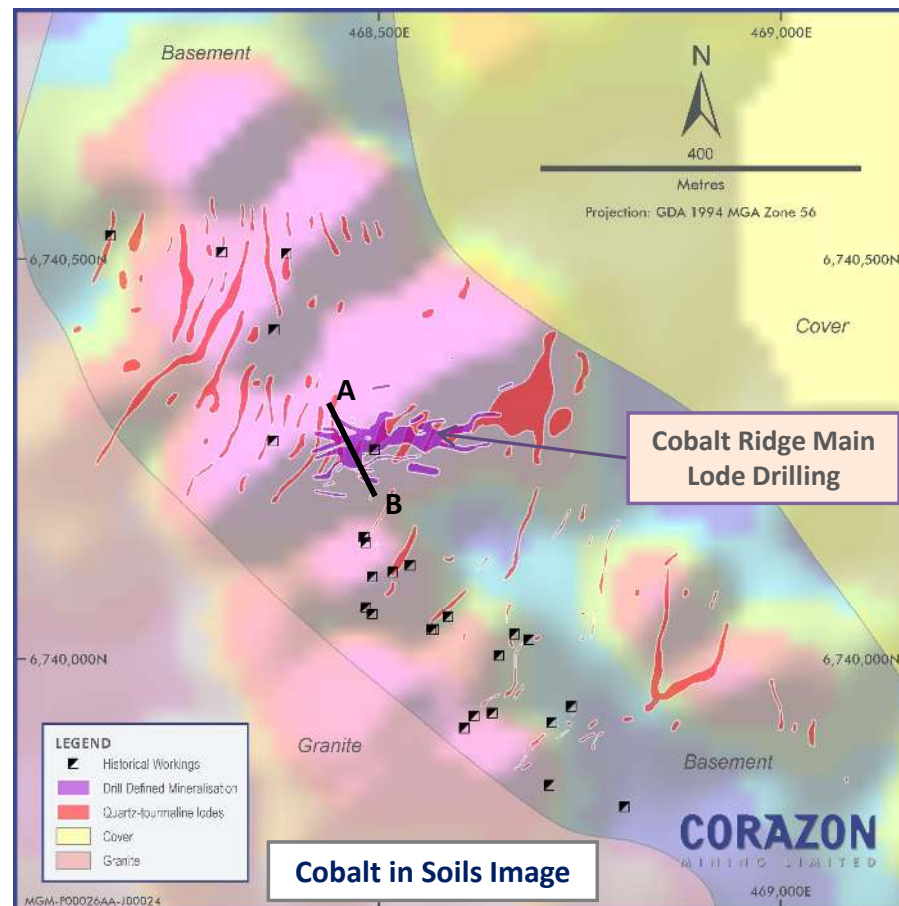 468,500E
469,000E
Basement
N
400
Metres
Projection: GDA 1994 MGA Zone 56
6,740,500N
6,740,500N
Cover
A
Cobalt Ridge Main
Lode Drilling
B
6,740,000N
6,740,000N
LEGEND
Historical Workings
Drill Defined Mineralisation
Quartz-tourmaline lodes
Cover
Granite
Granite
Basement
CORAZON
MINING LIMITED
Cobalt in Soils Image
MGM-P00026AA-J00024
469,000E